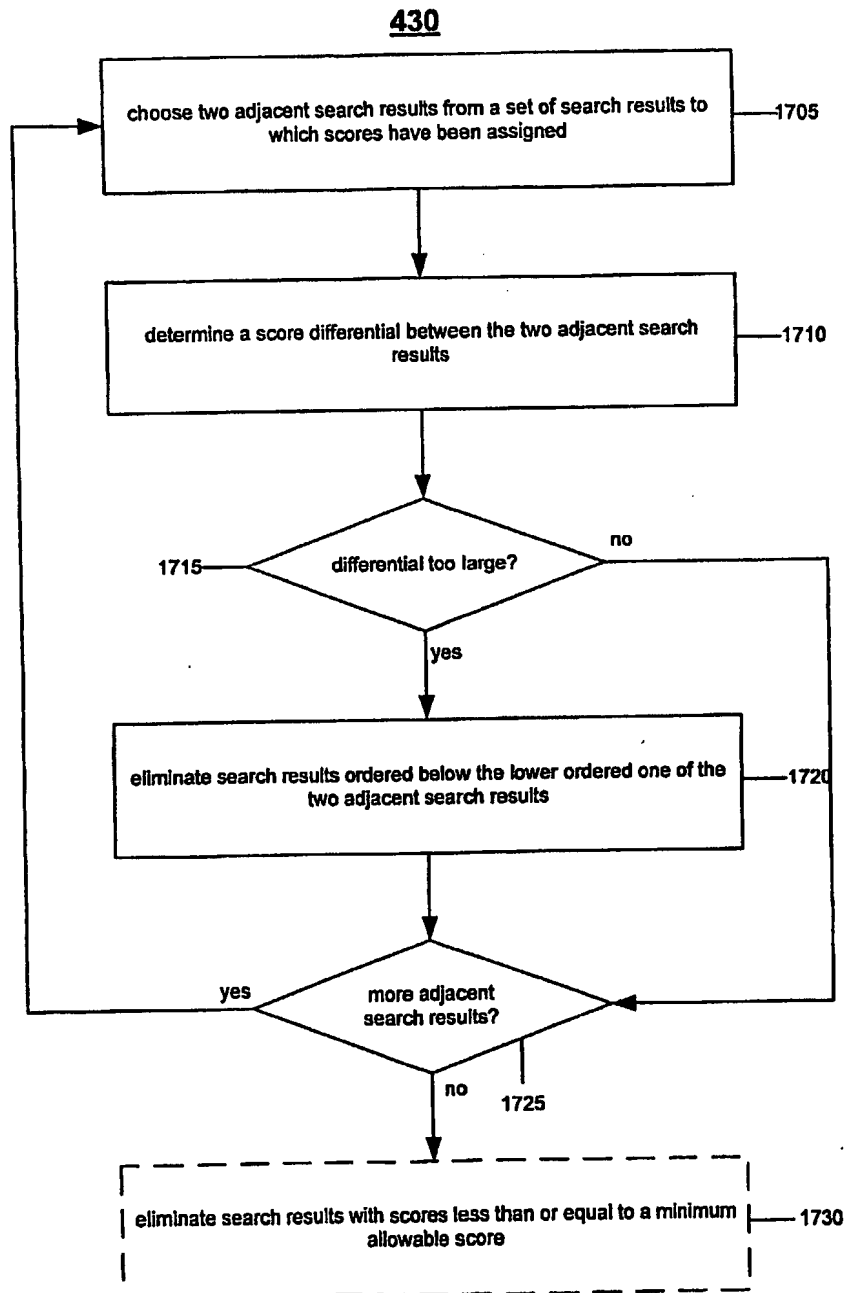 430
choose two adjacent search results from a set of search results to
which scores have been assigned
1705
determine a score differential between the two adjacent search
results
1710
1715
differential too large?
no
yes
eliminate search results ordered below the lower ordered one of the
two adjacent search results
1720
yes
more adjacent
search results?
no
1725
eliminate search results with scores less than or equal to a minimum
allowable score
1730